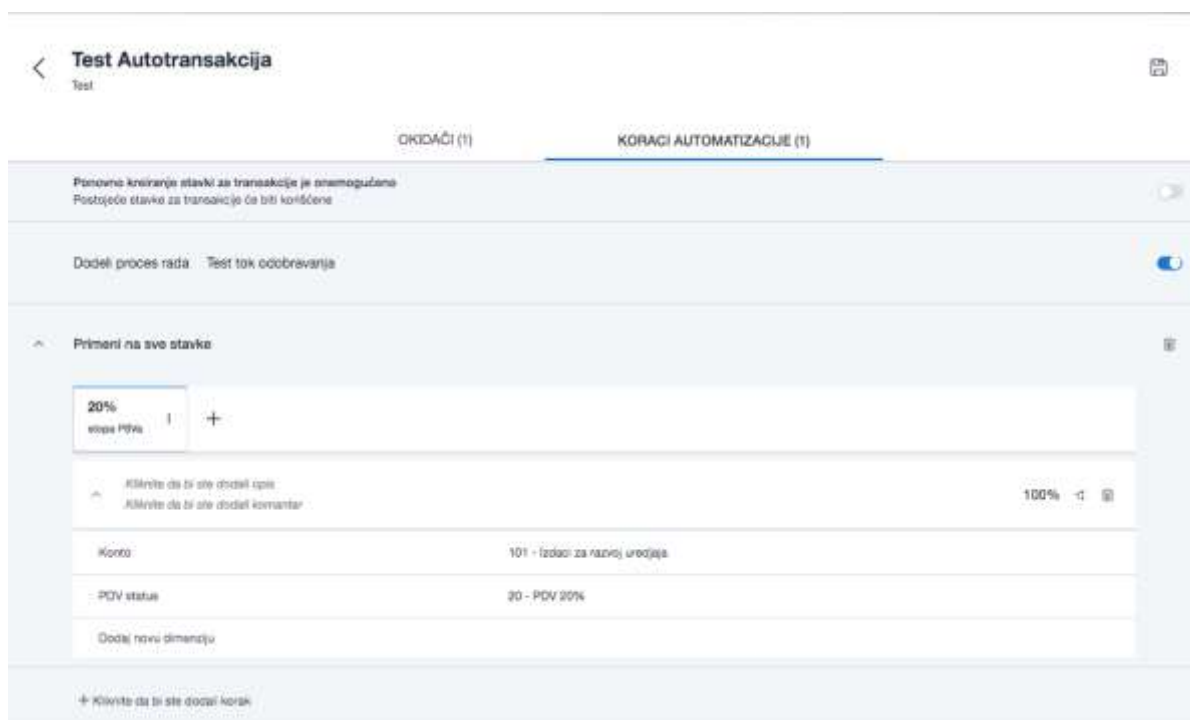 Test Autotransakcija
Test
OKIDAČI (1)
KORACI AUTOMATIZACIJE (1)
Ponovno kreiranje stavki za transakcije je onemogućeno
Postojeće stavke za transakcije će biti korišćene
Dodeli proces rada Test tok odobravanja
Primeni na sve stavke
20%
stopa PDVa
Kliknite da bi ste dodali opis
Kliknite da bi ste dodali komentar
100%
Konto 101 - Izdaci za razvoj uredjaja
PDV status 20 - PDV 20%
Dodaj novu dimenziju
+ Kliknite da bi ste dodali korak